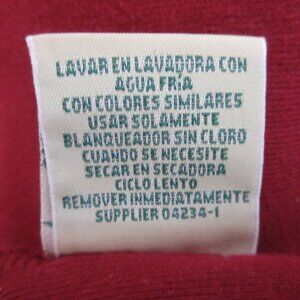 LAVAR EN LAVADORA CON
AGUA FRÍA
CON COLORES SIMILARES
USAR SOLAMENTE
BLANQUEADOR SIN CLORO
CUANDO SE NECESITE
SECAR EN SECADORA
CICLO LENTO
REMOVER INMEDIATAMENTE
SUPPLIER 04234-1